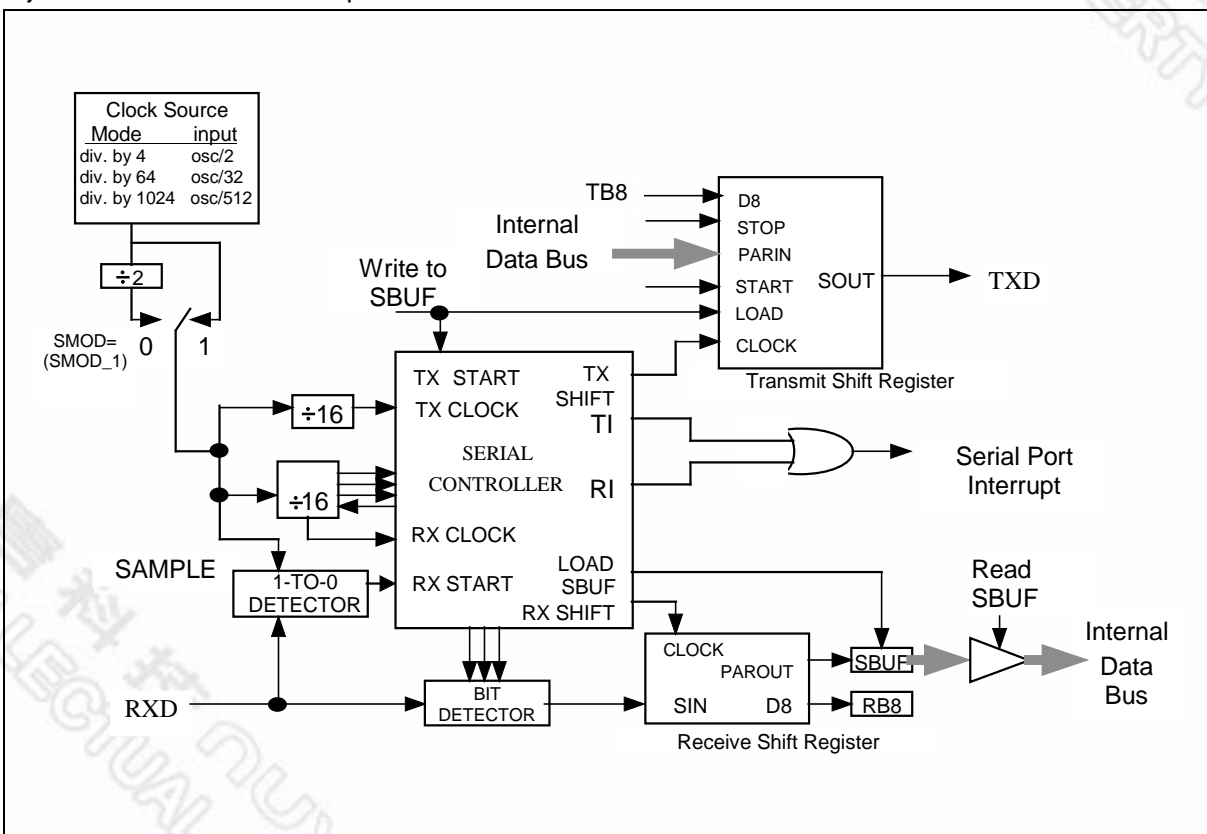 Clock Source
Mode input
div. by 4 osc/2
div. by 64 osc/32
div. by 1024 osc/512
÷2
SMOD=
(SMOD_1)
0 1
Write to
SBUF
TB8
Internal
Data Bus
D8
STOP
PARIN
START
LOAD
CLOCK
SOUT
TXD
Transmit Shift Register
÷16
÷16
TX START
TX CLOCK
SERIAL
CONTROLLER
RX CLOCK
RX START
TX
SHIFT
TI
RI
LOAD
SBUF
RX SHIFT
Serial Port
Interrupt
SAMPLE
1-TO-0
DETECTOR
RXD
BIT
DETECTOR
CLOCK
PAROUT
SIN D8
Receive Shift Register
SBUF
RB8
Read
SBUF
Internal
Data
Bus